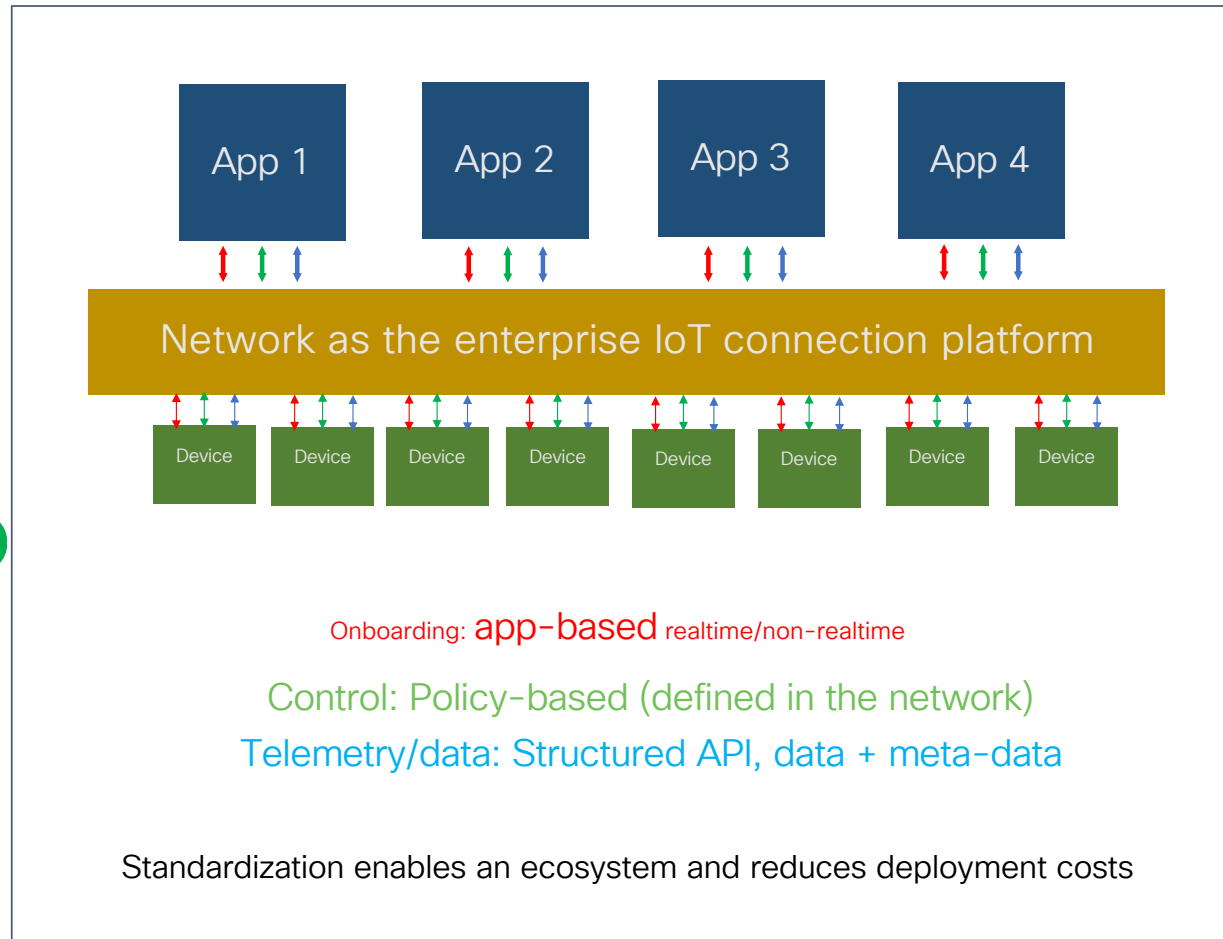 App 1
App 2
App 3
App 4
Network as the enterprise IoT connection platform
Device
Device
Device
Device
Device
Device
Device
Device
Onboarding: app-based realtime/non-realtime
Control: Policy-based (defined in the network)
Telemetry/data: Structured API, data + meta-data
Standardization enables an ecosystem and reduces deployment costs